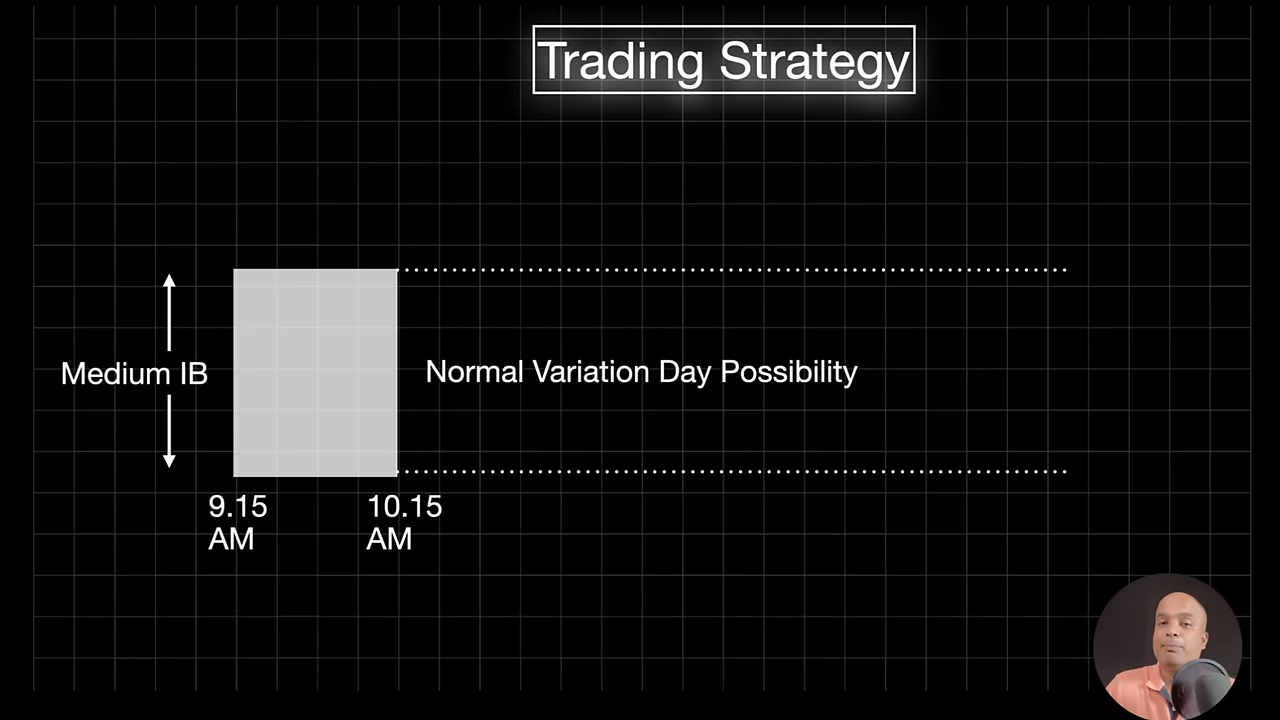 Trading Strategy
Medium IB
Normal Variation Day Possibility
9.15
AM
10.15
AM